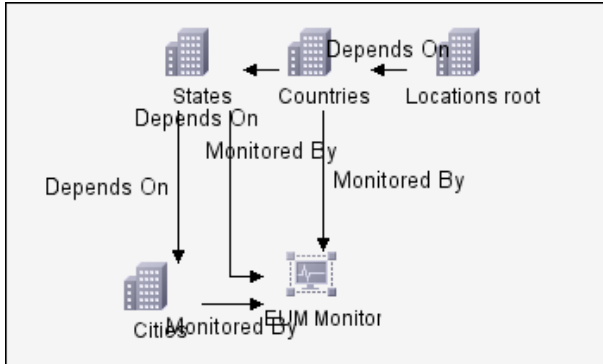 Depends On
States
Countries
Locations root
Depends On
Monitored By
Depends On
Monitored By
Cities
Monitored By
EUM Monitor